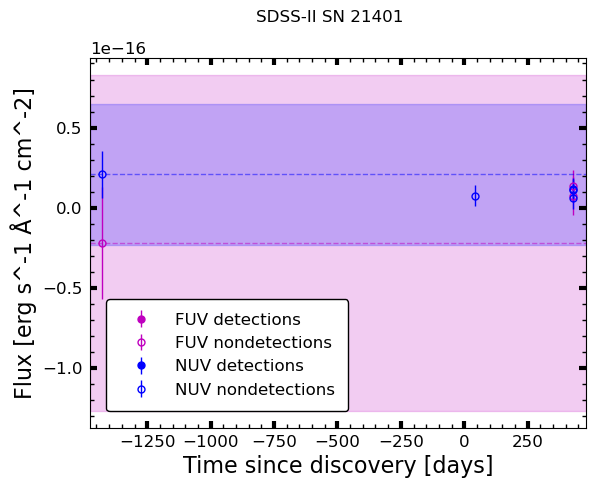 SDSS-II SN 21401
1e−16
0.5
0.0
−0.5
−1.0
Flux [erg s^-1 Å^-1 cm^-2]
FUV detections
FUV nondetections
NUV detections
NUV nondetections
−1250 −1000 −750 −500 −250 0 250
Time since discovery [days]